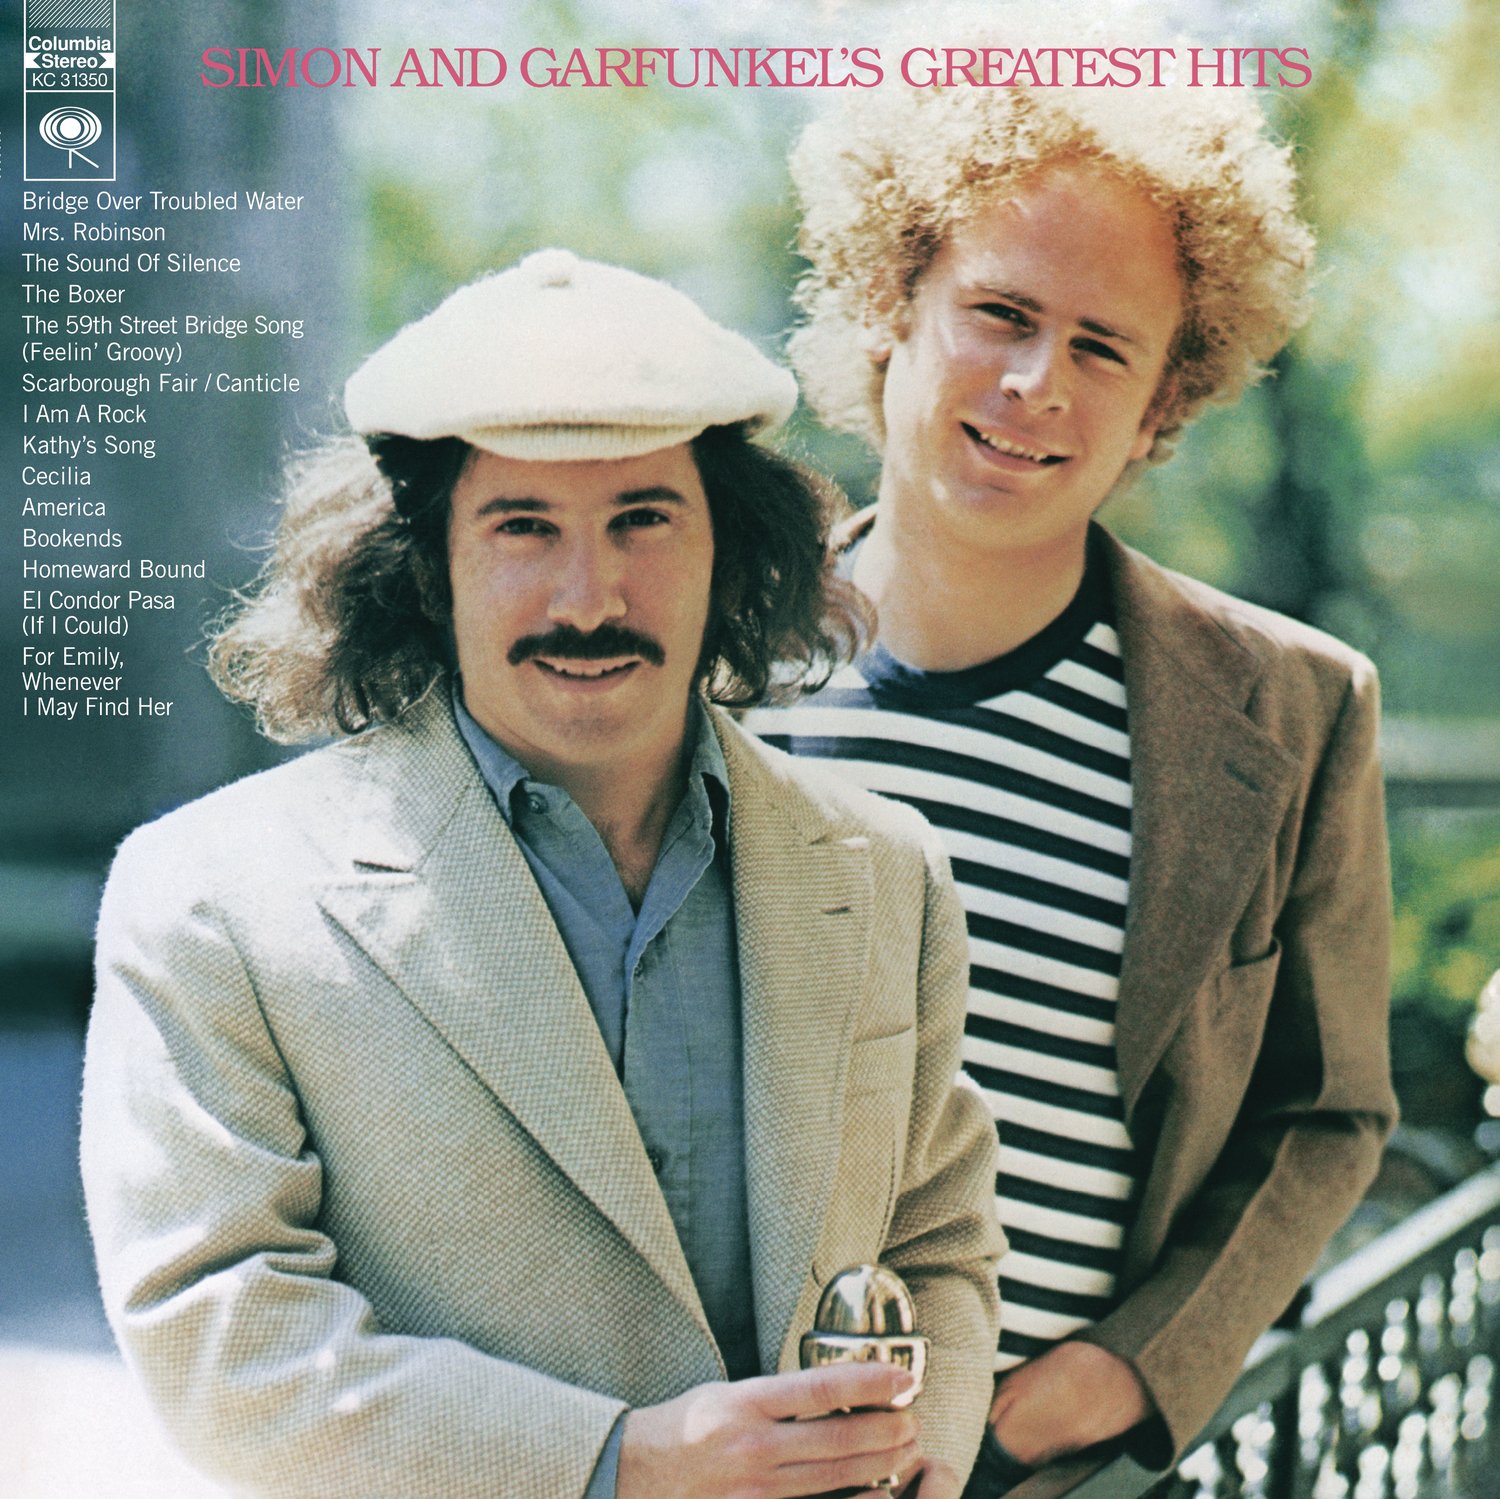 Columbia
Stereo
KC 31350
SIMON AND GARFUNKEL'S GREATEST HITS
Bridge Over Troubled Water
Mrs. Robinson
The Sound Of Silence
The Boxer
The 59th Street Bridge Song
(Feelin' Groovy)
Scarborough Fair / Canticle
I Am A Rock
Kathy's Song
Cecilia
America
Bookends
Homeward Bound
El Condor Pasa
(If I Could)
For Emily,
Whenever
I May Find Her